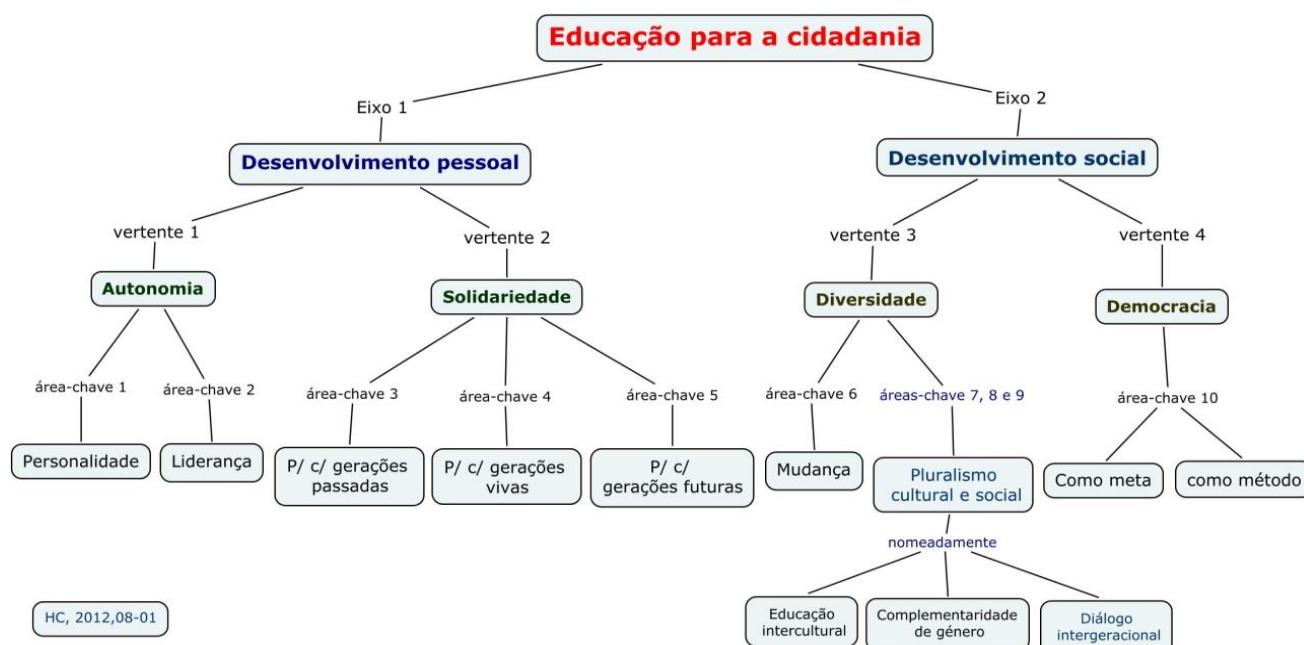 Educação para a cidadania
Eixo 1
Eixo 2
Desenvolvimento pessoal
Desenvolvimento social
vertente 1
vertente 2
vertente 3
vertente 4
Autonomia
Solidariedade
Diversidade
Democracia
área-chave 1
área-chave 2
área-chave 3
área-chave 4
área-chave 5
área-chave 6
áreas-chave 7, 8 e 9
área-chave 10
Personalidade
Liderança
P/ c/ gerações
passadas
P/ c/ gerações
vivas
P/ c/
gerações futuras
Mudança
Pluralismo
cultural e social
Como meta
como método
nomeadamente
Educação
intercultural
Complementaridade
de género
Diálogo
intergeracional
HC, 2012,08-01